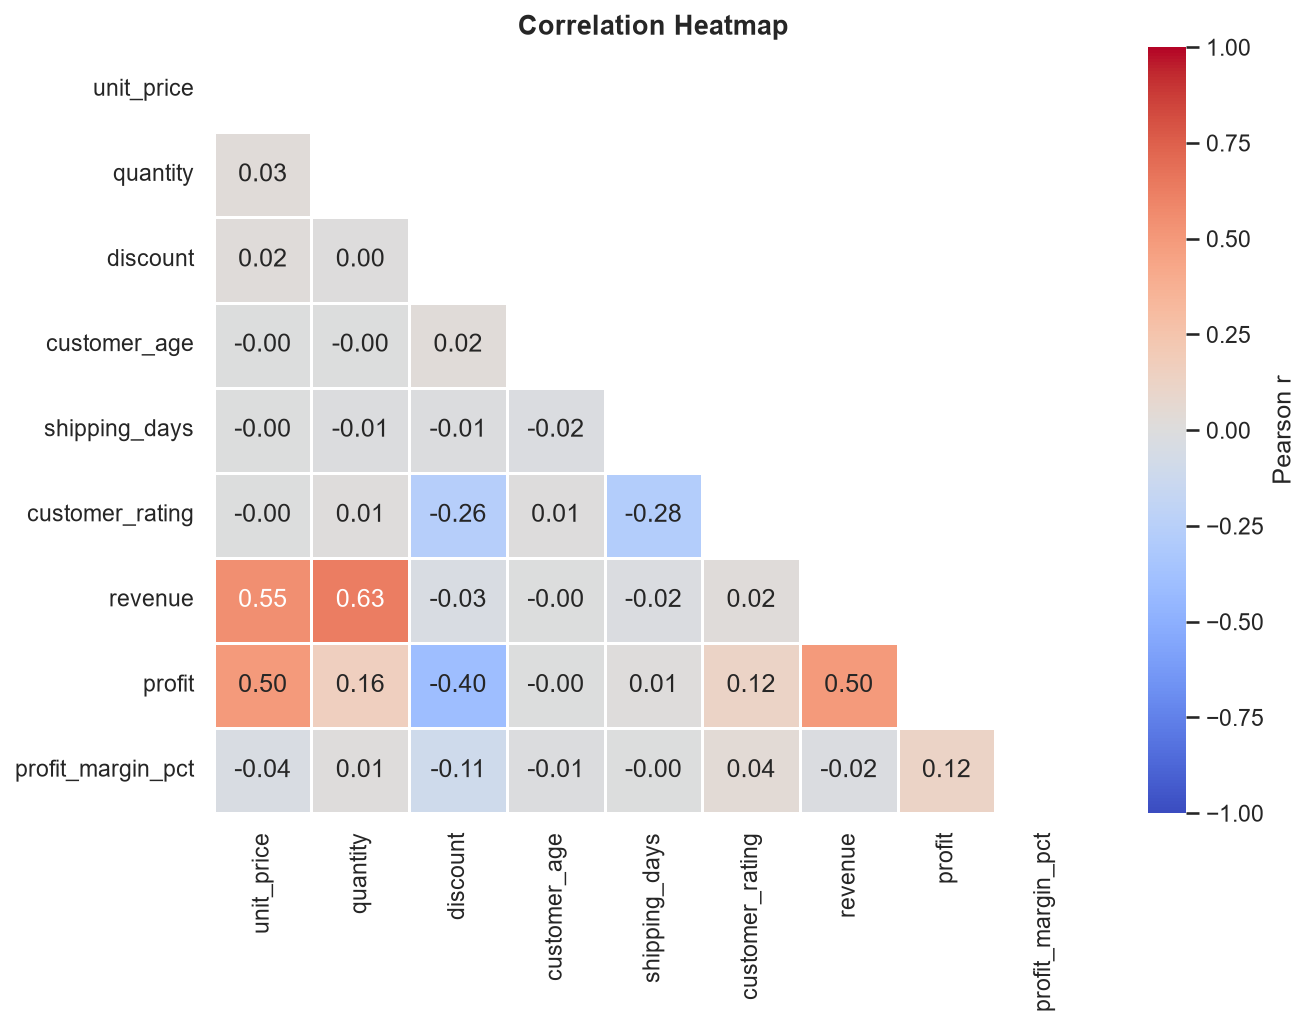 Correlation Heatmap
unit_price
quantity 0.03
discount 0.02 0.00
customer_age -0.00 -0.00 0.02
shipping_days -0.00 -0.01 -0.01 -0.02
customer_rating -0.00 0.01 -0.26 0.01 -0.28
revenue 0.55 0.63 -0.03 -0.00 -0.02 0.02
profit 0.50 0.16 -0.40 -0.00 0.01 0.12 0.50
profit_margin_pct -0.04 0.01 -0.11 -0.01 -0.00 0.04 -0.02 0.12
unit_price
quantity
discount
customer_age
shipping_days
customer_rating
revenue
profit
profit_margin_pct
1.00
0.75
0.50
0.25
0.00
−0.25
−0.50
−0.75
−1.00
Pearson r